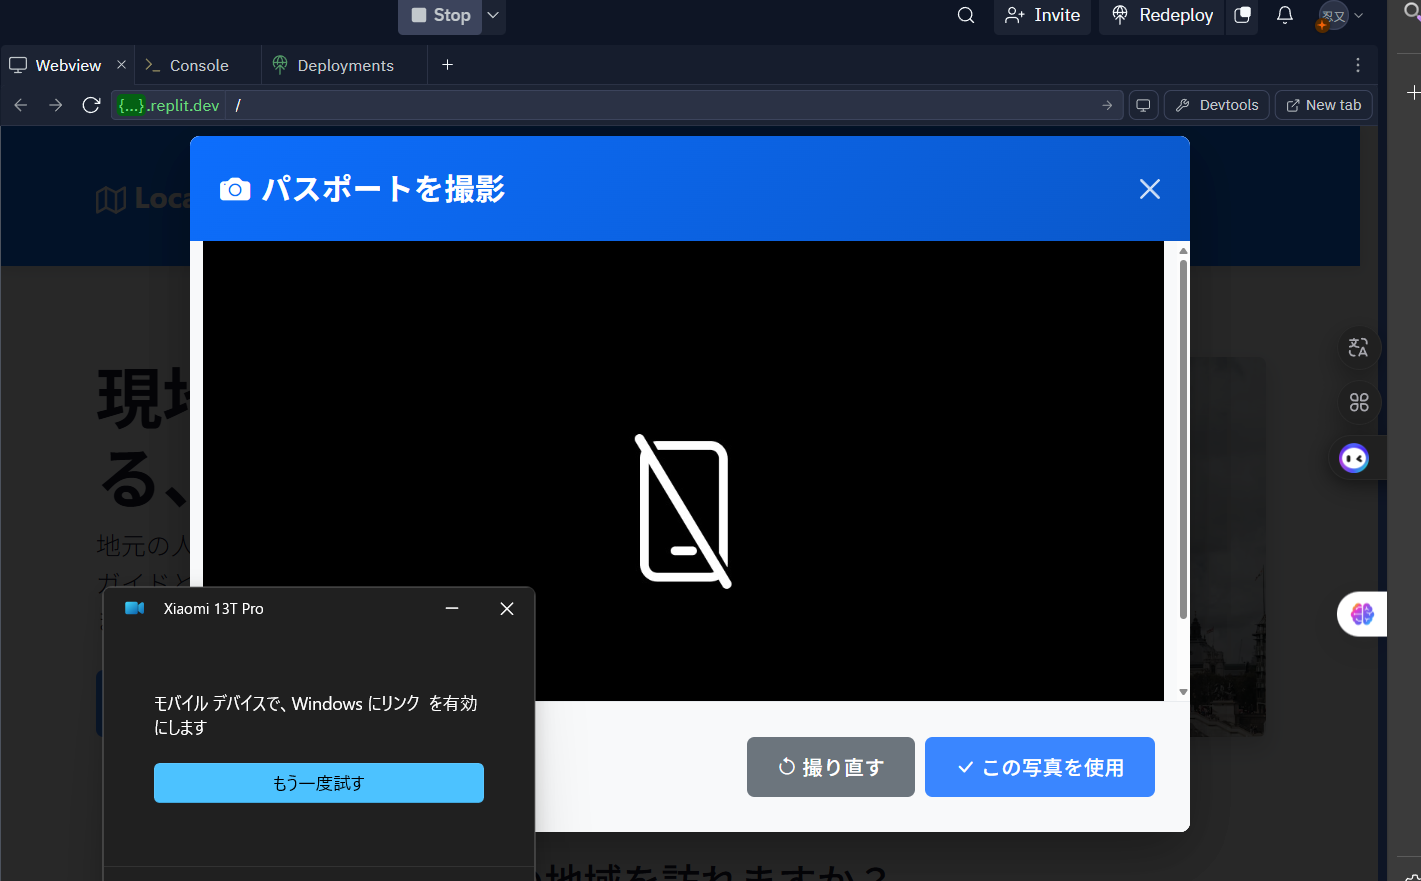 Stop
Invite
Redeploy
忍又
Webview
Console
Deployments
{...}.replit.dev
/
Devtools
New tab
パスポートを撮影
Loca
現地
る、
地元の人
ガイドと
Xiaomi 13T Pro
モバイル デバイスで、Windows にリンク を有効
にします
もう一度試す
撮り直す
この写真を使用
地域を訪れますか？